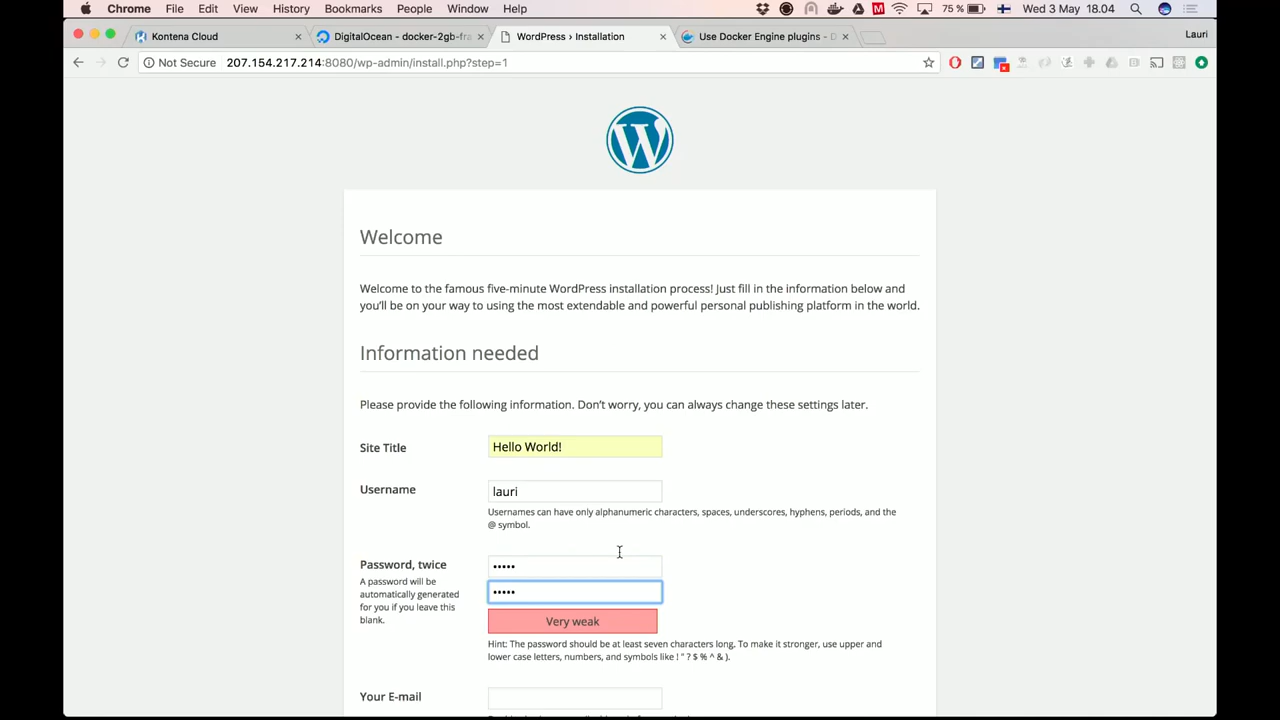 Chrome File Edit View History Bookmarks People Window Help 75 % Wed 3 May 18.04
Kontena Cloud
DigitalOcean - docker-2gb-fra
WordPress › Installation
Use Docker Engine plugins - D
Lauri
Not Secure 207.154.217.214:8080/wp-admin/install.php?step=1
Welcome
Welcome to the famous five-minute WordPress installation process! Just fill in the information below and
you’ll be on your way to using the most extendable and powerful personal publishing platform in the world.
Information needed
Please provide the following information. Don’t worry, you can always change these settings later.
Site Title Hello World!
Username lauri
Usernames can have only alphanumeric characters, spaces, underscores, hyphens, periods, and the
@ symbol.
Password, twice •••••
A password will be
automatically generated
for you if you leave this
blank.
•••••
Very weak
Hint: The password should be at least seven characters long. To make it stronger, use upper and
lower case letters, numbers, and symbols like ! " ? $ % ^ & ).
Your E-mail